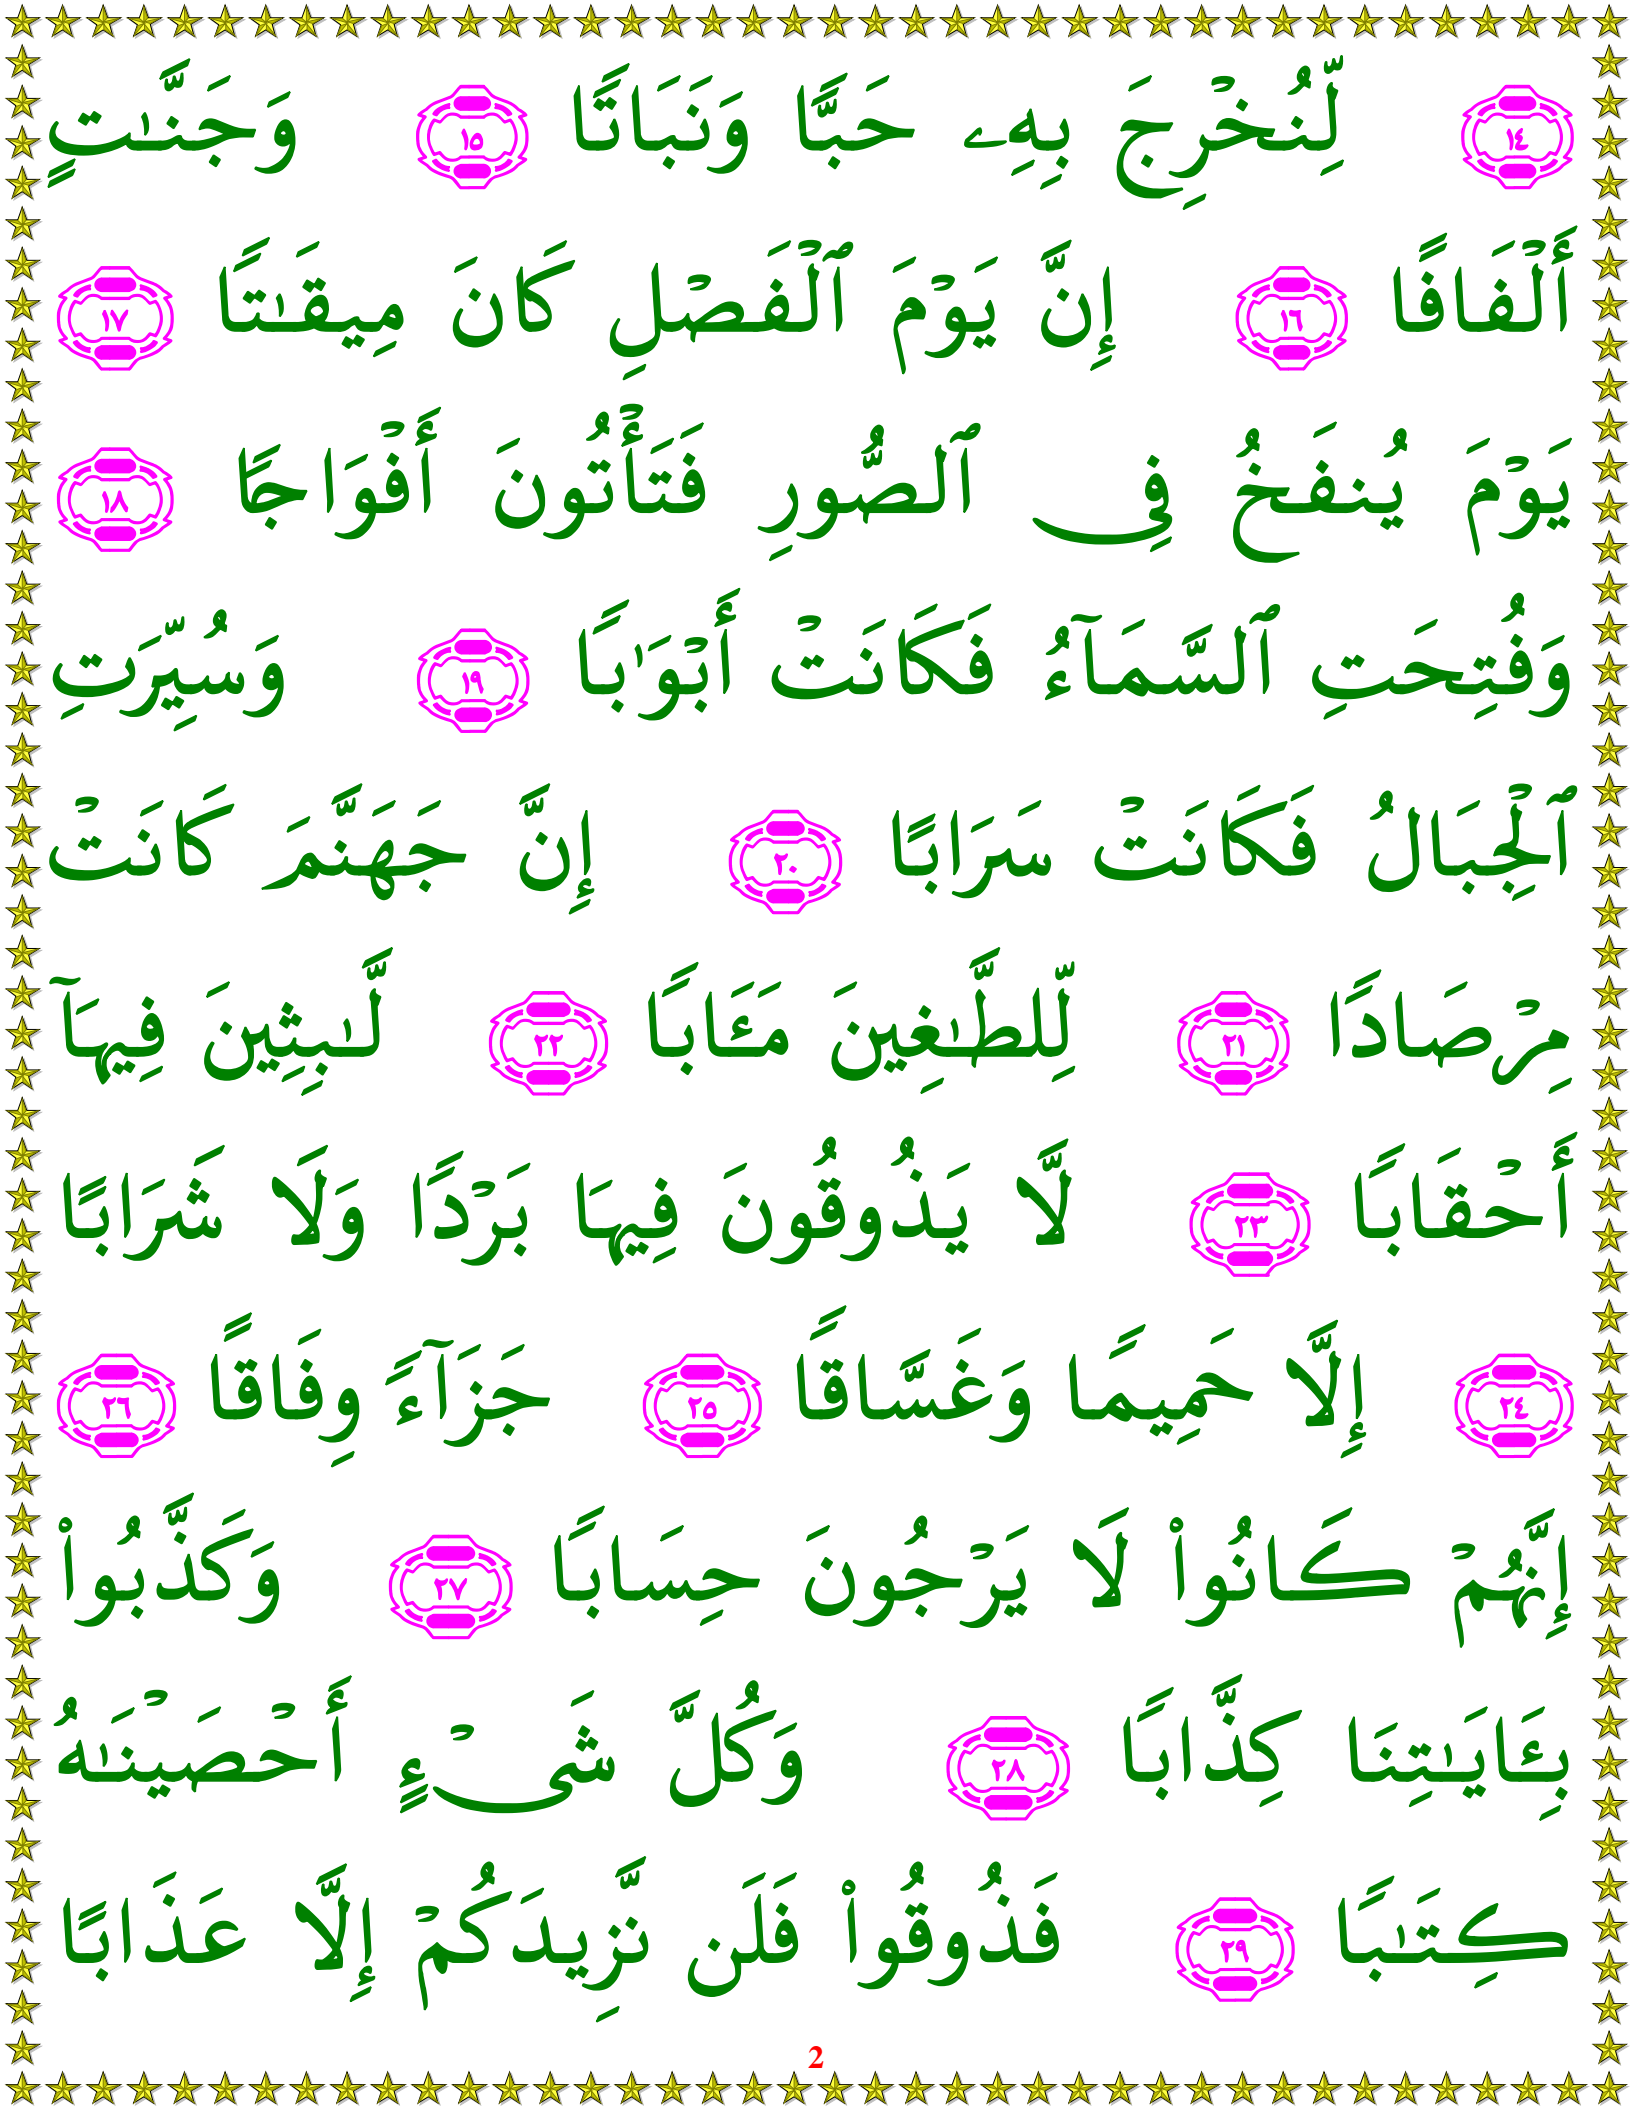 ١٤ لِّنُخْرِجَ بِهِۦ حَبًّا وَنَبَاتًا ١٥ وَجَنَّـٰتٍ
أَلْفَافًا ١٦ إِنَّ يَوْمَ ٱلْفَصْلِ كَانَ مِيقَـٰتًا ١٧
يَوْمَ يُنفَخُ فِى ٱلصُّورِ فَتَأْتُونَ أَفْوَاجًا ١٨
وَفُتِحَتِ ٱلسَّمَآءُ فَكَانَتْ أَبْوَٰبًا ١٩ وَسُيِّرَتِ
ٱلْجِبَالُ فَكَانَتْ سَرَابًا ٢٠ إِنَّ جَهَنَّمَ كَانَتْ
مِرْصَادًا ٢١ لِّلطَّـٰغِينَ مَـَٔابًا ٢٢ لَّـٰبِثِينَ فِيهَآ
أَحْقَابًا ٢٣ لَّا يَذُوقُونَ فِيهَا بَرْدًا وَلَا شَرَابًا
٢٤ إِلَّا حَمِيمًا وَغَسَّاقًا ٢٥ جَزَآءً وِفَاقًا ٢٦
إِنَّهُمْ كَانُوا۟ لَا يَرْجُونَ حِسَابًا ٢٧ وَكَذَّبُوا۟
بِـَٔايَـٰتِنَا كِذَّابًا ٢٨ وَكُلَّ شَىْءٍ أَحْصَيْنَـٰهُ
كِتَـٰبًا ٢٩ فَذُوقُوا۟ فَلَن نَّزِيدَكُمْ إِلَّا عَذَابًا
2